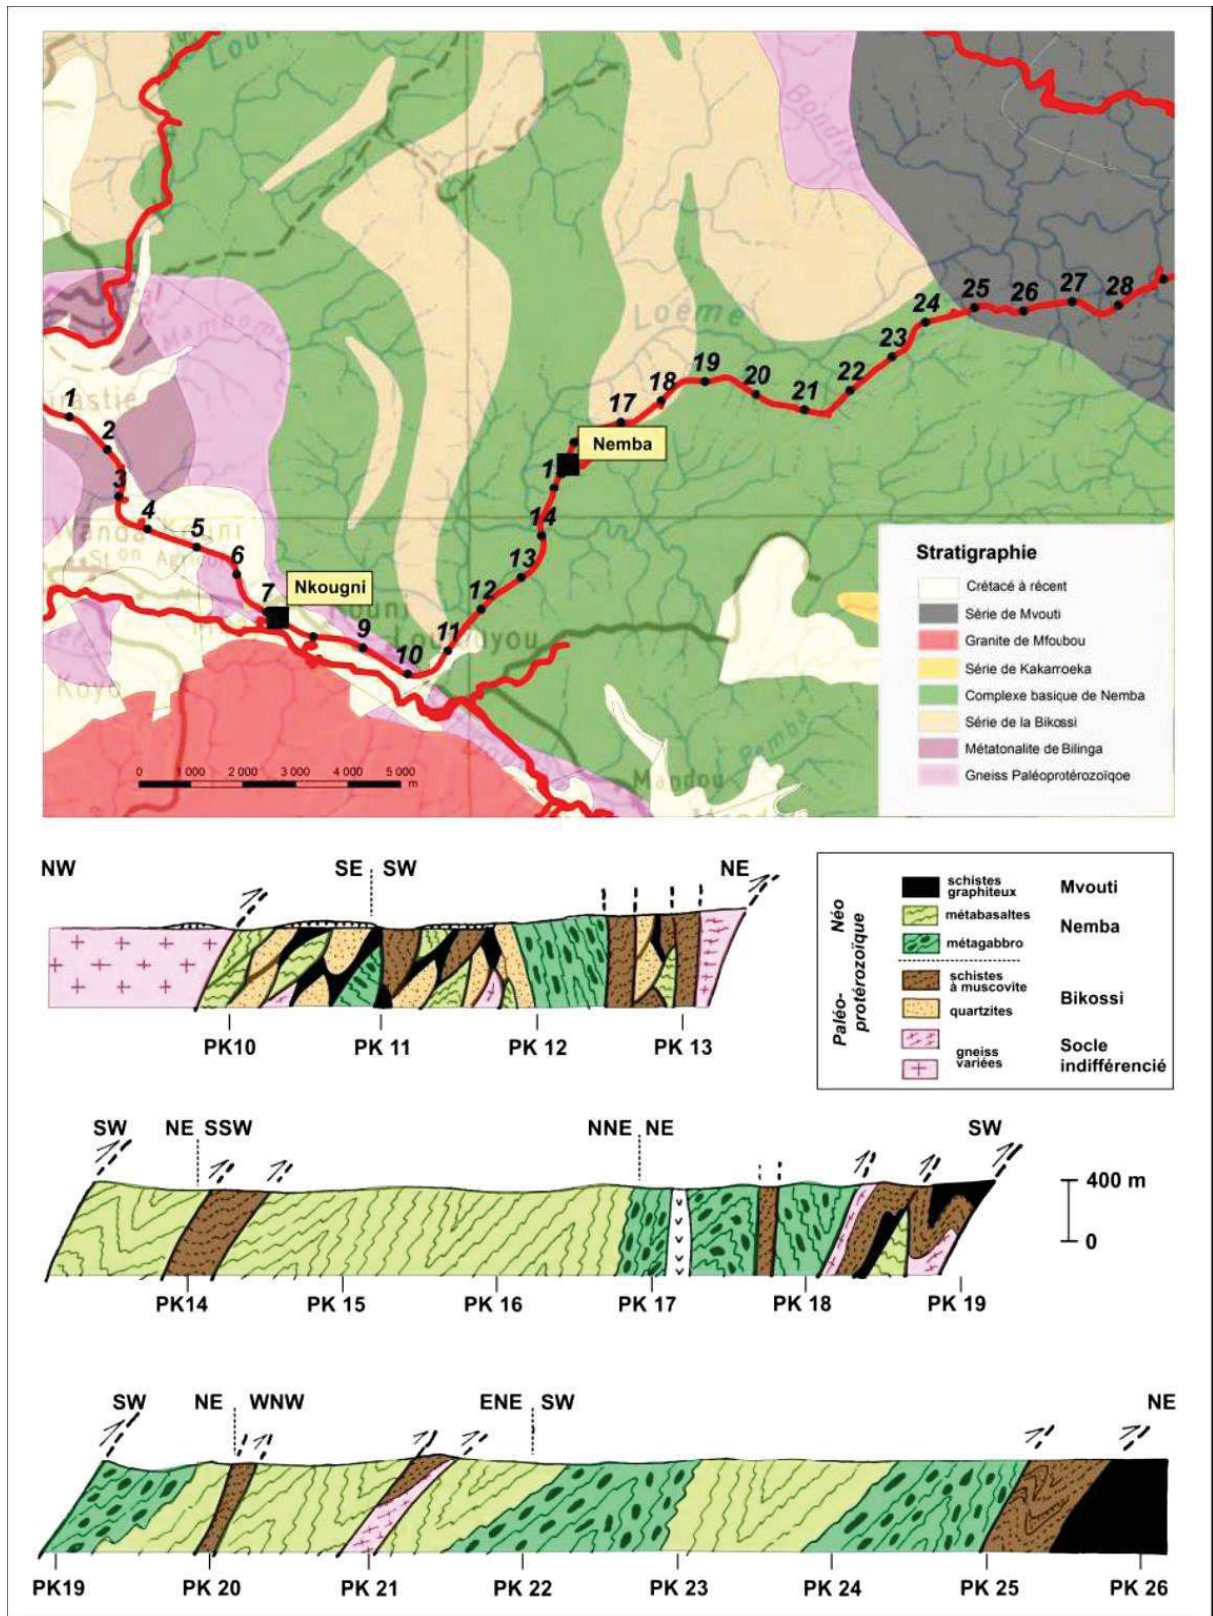 Loëme
1
2
3
4
5
6
7
9
10
11
12
13
14
1
17
18
19
20
21
22
23
24
25
26
27
28
Nemba
Nkougni
Mandou
Pemba
Koyo
0 1 000 2 000 3 000 4 000 5 000
m
Stratigraphie
Crétacé à récent
Série de Mvouti
Granite de Mfoubou
Série de Kakamoeka
Complexe basique de Nemba
Série de la Bikossi
Métatonalite de Bilinga
Gneiss Paléoprotérozoïqoe
NW SE SW NE
PK10 PK 11 PK 12 PK 13
Paléo- Néo
protérozoïque
schistes
graphiteux
Mvouti
métabasaltes
Nemba
métagabbro
schistes
à muscovite
Bikossi
quartzites
gneiss
variées
Socle
indifférencié
SW NE SSW NNE NE SW
400 m
0
PK14 PK 15 PK 16 PK 17 PK 18 PK 19
SW NE WNW ENE SW NE
PK19 PK 20 PK 21 PK 22 PK 23 PK 24 PK 25 PK 26